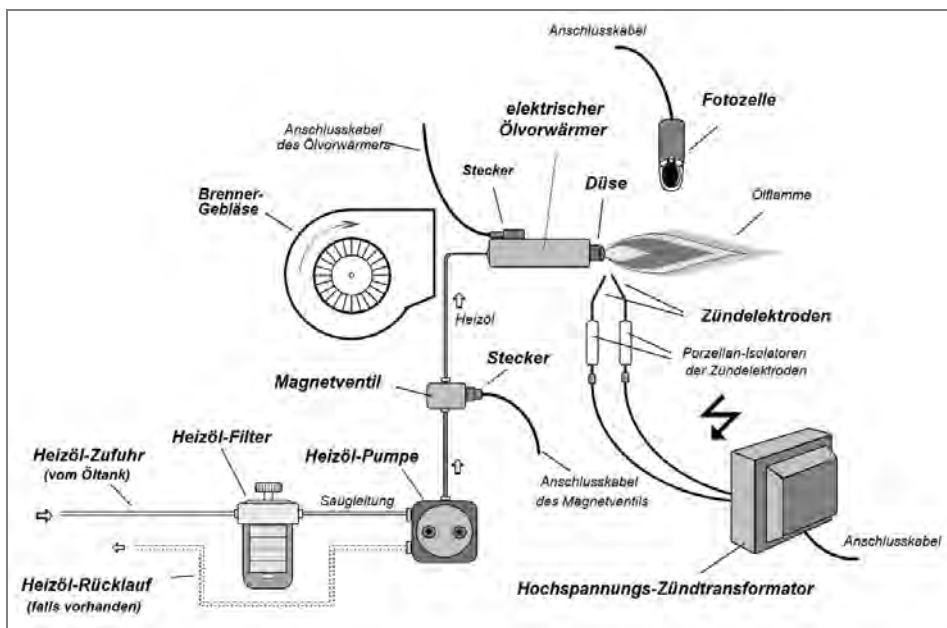 Anschlusskabel
Fotozelle
elektrischer
Ölvorwärmer
Anschlusskabel
des Ölvorwärmers
Stecker
Düse
Ölflamme
Brenner-
Gebläse
Heizöl
Zündelektroden
Porzellan-Isolatoren
der Zündelektroden
Stecker
Magnetventil
Heizöl-Filter
Heizöl-Zufuhr
(vom Öltank)
Heizöl-Pumpe
Saugleitung
Anschlusskabel
des Magnetventils
Anschlusskabel
Heizöl-Rücklauf
(falls vorhanden)
Hochspannungs-Zündtransformator